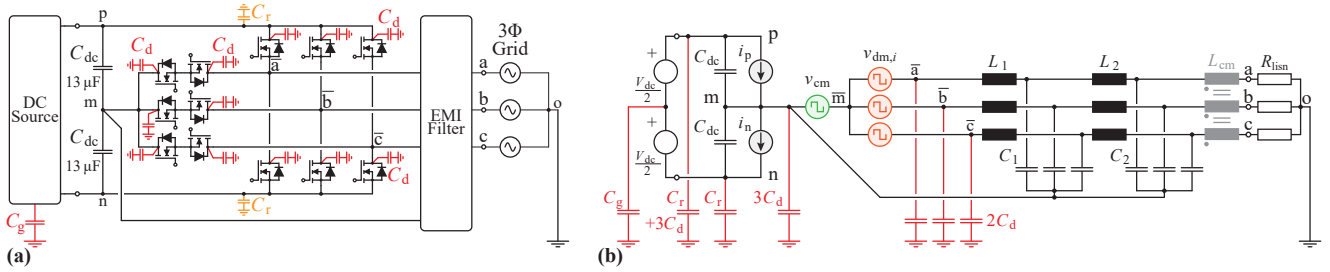 p
C_r
C_d
C_dc
13 μF
C_d
C_d
a̅
EMI
Filter
3Φ
Grid
a
DC
Source
m
b̅
b
o
c̅
c
C_dc
13 μF
C_d
n
C_r
C_g
(a)
p
+
V_dc/2
C_dc
i_p
v_cm
v_dm,i
a̅
L_1
L_2
L_cm
a
R_lisn
m
m̅
b̅
b
o
+
V_dc/2
C_dc
i_n
c̅
c
C_1
C_2
n
C_g
C_r
+3C_d
C_r
3C_d
2C_d
(b)